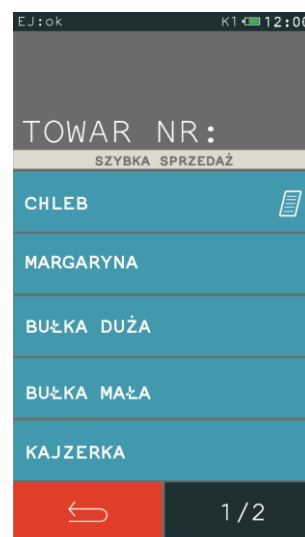 EJ:ok K1 12:00
TOWAR NR:
SZYBKA SPRZEDAŻ
CHLEB
MARGARYNA
BUŁKA DUŻA
BUŁKA MAŁA
KAJZERKA
1/2